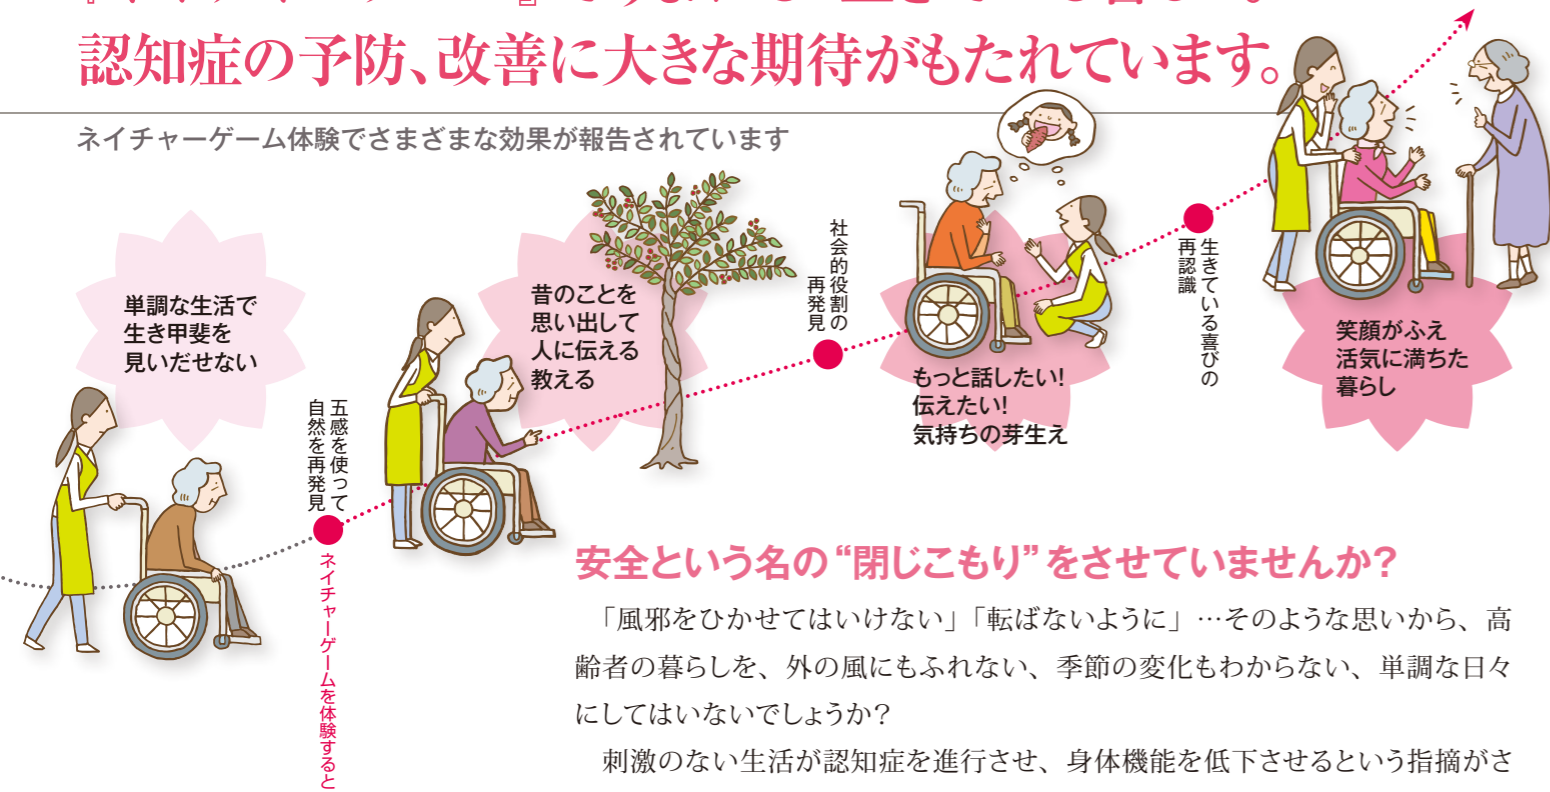 認知症の予防、改善に大きな期待がもたれています。
ネイチャーゲーム体験でさまざまな効果が報告されています
単調な生活で
生き甲斐を
見いだせない
五感を使って
自然を再発見
ネイチャーゲームを体験すると
昔のことを
思い出して
人に伝える
教える
社会的役割の
再発見
もっと話したい!
伝えたい!
気持ちの芽生え
生きている喜びの
再認識
笑顔がふえ
活気に満ちた
暮らし
安全という名の“閉じこもり”をさせていませんか?
「風邪をひかせてはいけない」「転ばないように」…そのような思いから、高
齢者の暮らしを、外の風にもふれない、季節の変化もわからない、単調な日々
にしてはいないでしょうか?
刺激のない生活が認知症を進行させ、身体機能を低下させるという指摘がさ